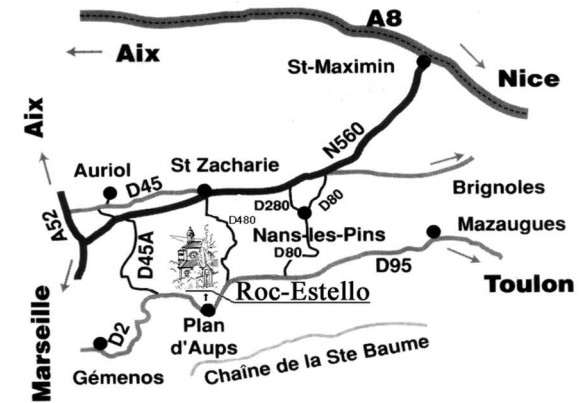 A8
Aix
St-Maximin
Nice
Aix
N560
Auriol
St Zacharie
D45
D280
D80
Brignoles
A52
D480
D45A
Nans-les-Pins
Mazaugues
D80
D95
Toulon
Marseille
Roc-Estello
D2
Plan
d'Aups
Gémenos
Chaîne de la Ste Baume